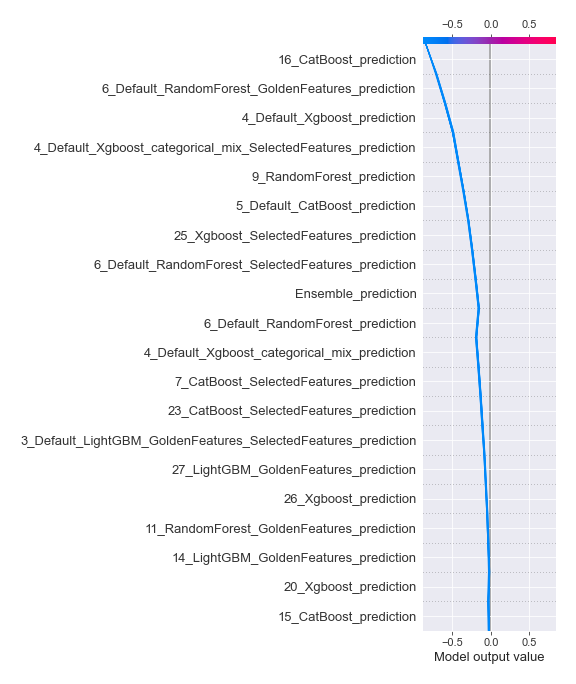 −0.5 0.0 0.5
16_CatBoost_prediction
6_Default_RandomForest_GoldenFeatures_prediction
4_Default_Xgboost_prediction
4_Default_Xgboost_categorical_mix_SelectedFeatures_prediction
9_RandomForest_prediction
5_Default_CatBoost_prediction
25_Xgboost_SelectedFeatures_prediction
6_Default_RandomForest_SelectedFeatures_prediction
Ensemble_prediction
6_Default_RandomForest_prediction
4_Default_Xgboost_categorical_mix_prediction
7_CatBoost_SelectedFeatures_prediction
23_CatBoost_SelectedFeatures_prediction
3_Default_LightGBM_GoldenFeatures_SelectedFeatures_prediction
27_LightGBM_GoldenFeatures_prediction
26_Xgboost_prediction
11_RandomForest_GoldenFeatures_prediction
14_LightGBM_GoldenFeatures_prediction
20_Xgboost_prediction
15_CatBoost_prediction
−0.5 0.0 0.5
Model output value